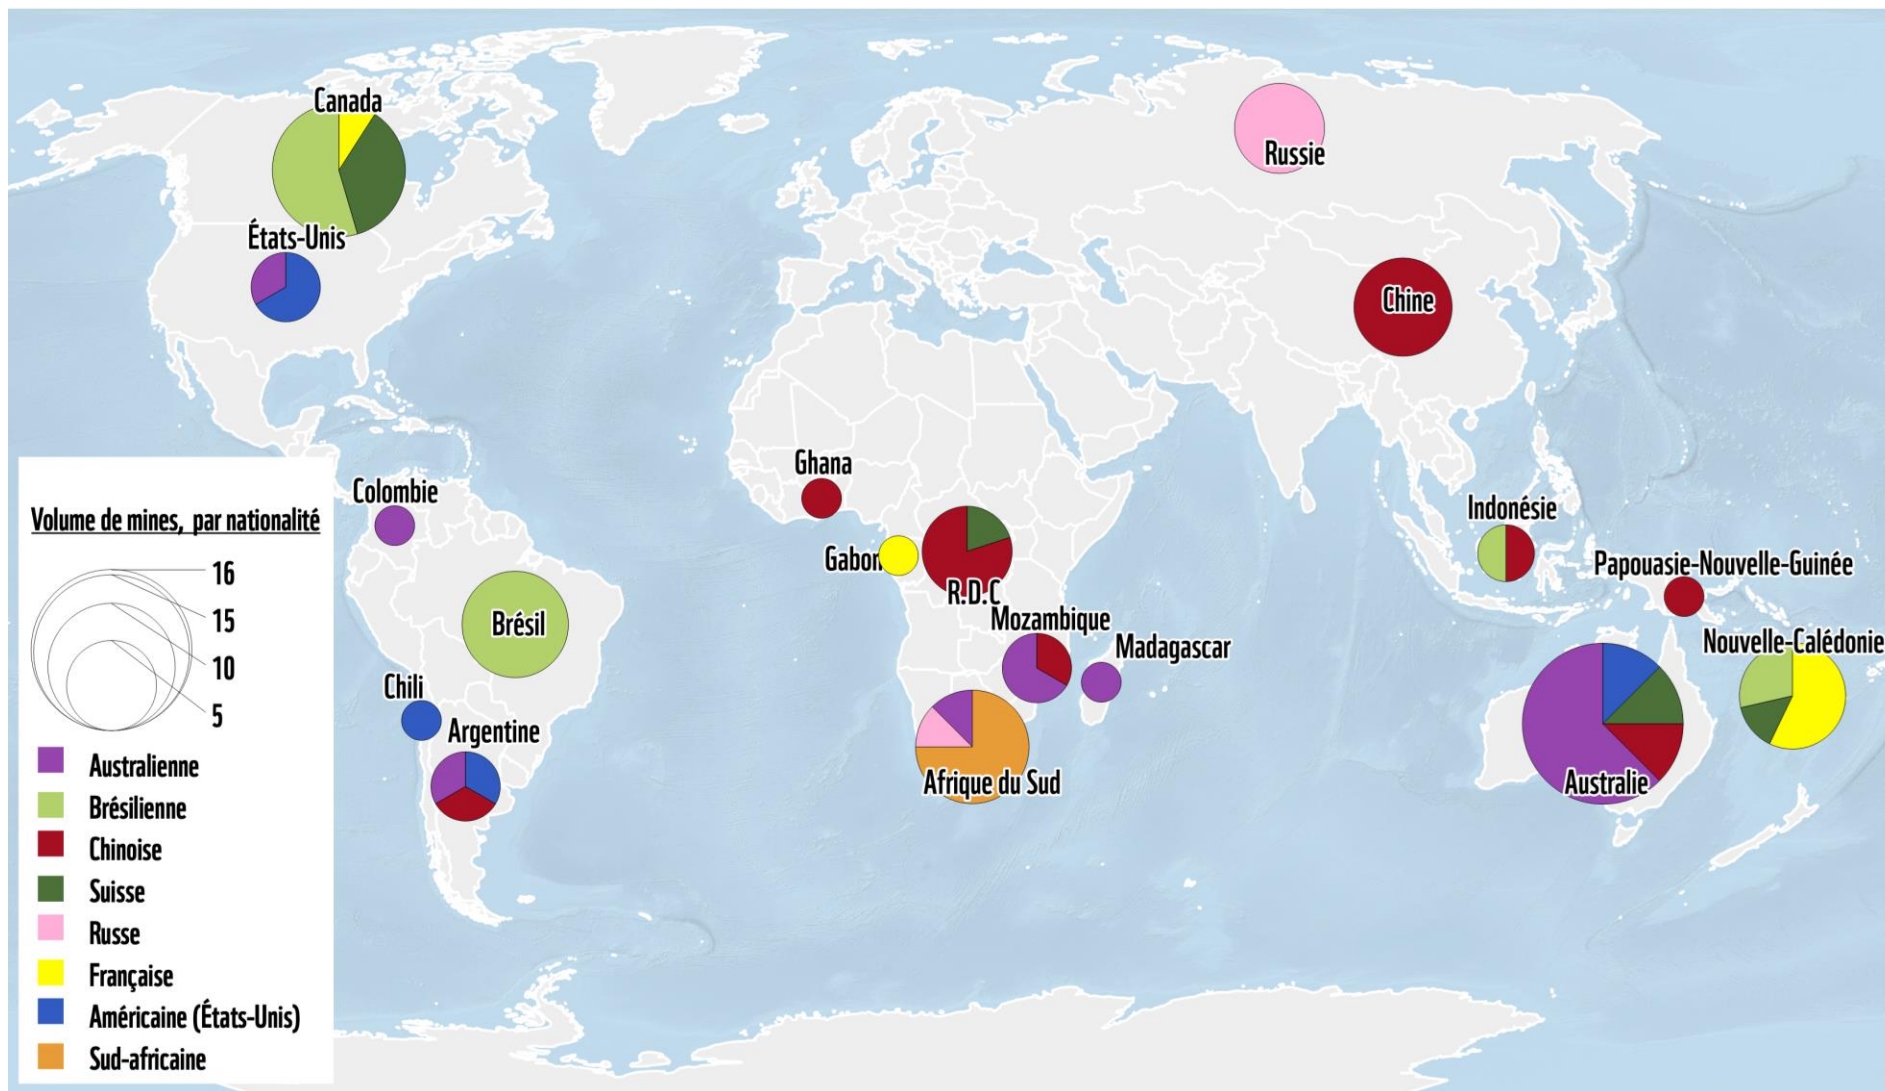 Canada
Russie
États-Unis
Chine
Ghana
Colombie
Indonésie
Gabon
Papouasie-Nouvelle-Guinée
R.D.C
Mozambique
Madagascar
Nouvelle-Calédonie
Brésil
Chili
Argentine
Afrique du Sud
Australie
Volume de mines, par nationalité
16
15
10
5
Australienne
Brésilienne
Chinoise
Suisse
Russe
Française
Américaine (États-Unis)
Sud-africaine